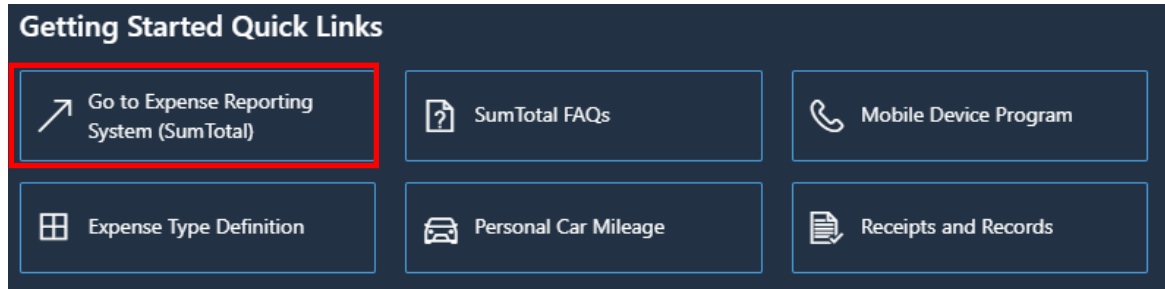 Getting Started Quick Links
Go to Expense Reporting
System (SumTotal)
SumTotal FAQs
Mobile Device Program
Expense Type Definition
Personal Car Mileage
Receipts and Records